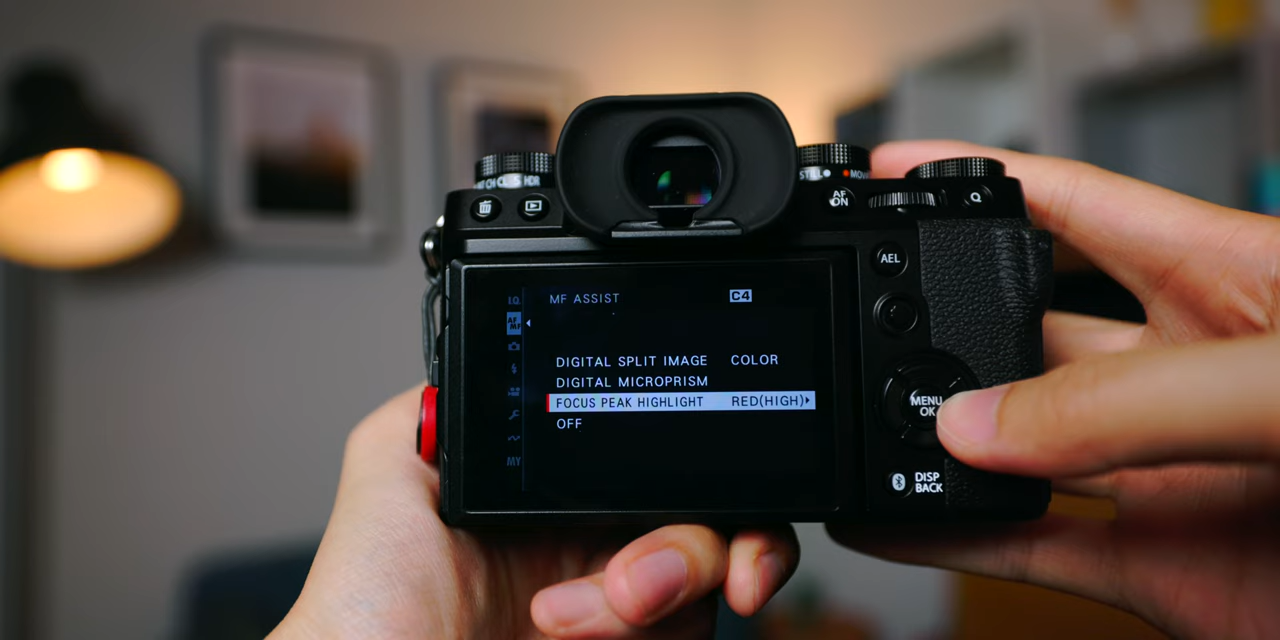 STILL MOVIE
AF
ON
Q
AEL
I.Q.
MF ASSIST C4
AF
MF
DIGITAL SPLIT IMAGE COLOR
DIGITAL MICROPRISM
FOCUS PEAK HIGHLIGHT RED(HIGH)
OFF
MY
MENU
OK
DISP
BACK